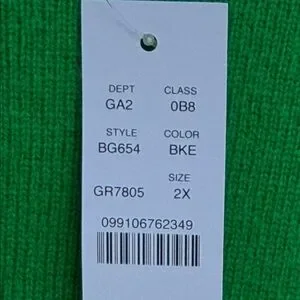 DEPT CLASS
GA2 0B8
STYLE COLOR
BG654 BKE
SIZE
GR7805 2X
099106762349